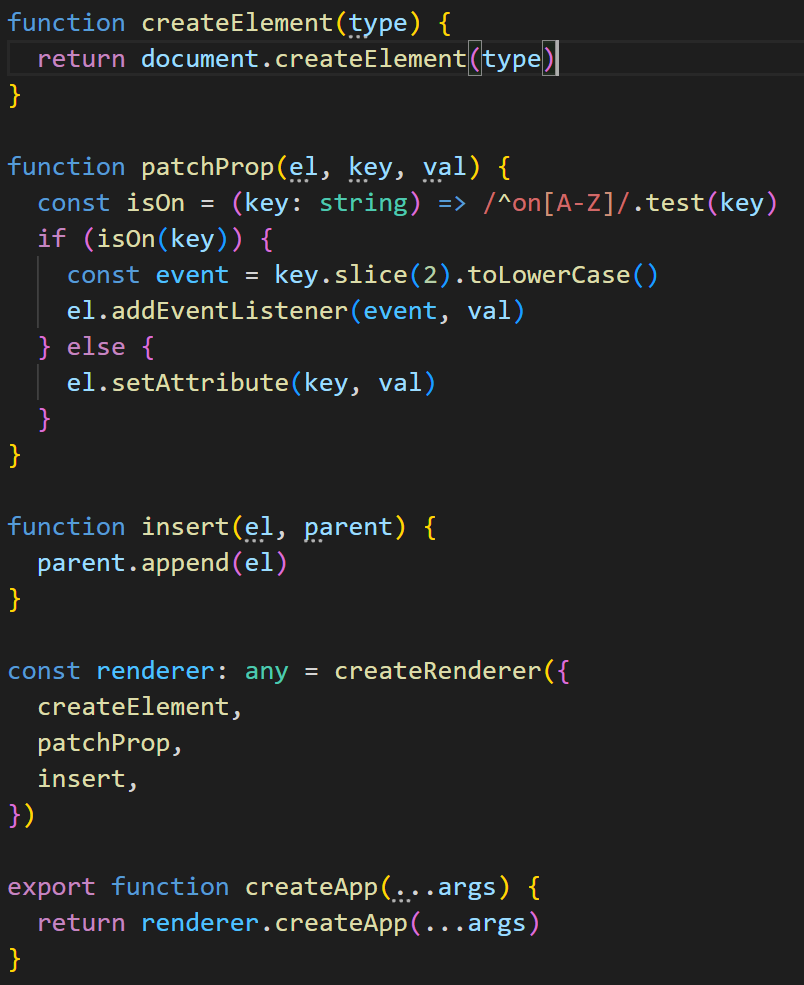 function createElement(type) {
  return document.createElement(type)
}

function patchProp(el, key, val) {
  const isOn = (key: string) => /^on[A-Z]/.test(key)
  if (isOn(key)) {
    const event = key.slice(2).toLowerCase()
    el.addEventListener(event, val)
  } else {
    el.setAttribute(key, val)
  }
}

function insert(el, parent) {
  parent.append(el)
}

const renderer: any = createRenderer({
  createElement,
  patchProp,
  insert,
})

export function createApp(...args) {
  return renderer.createApp(...args)
}